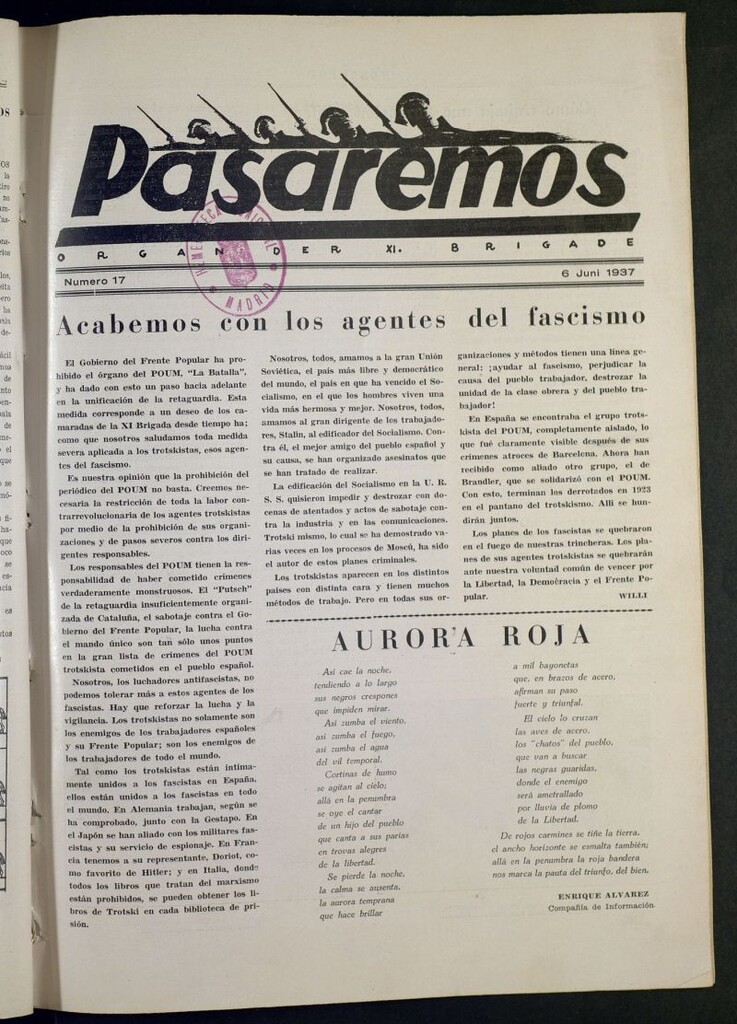 Pasaremos
ORGAN DER XI. BRIGADE
HEMEROTECA MUNICIPAL
MADRID
Numero 17
6 Juni 1937
Acabemos con los agentes del fascismo
El Gobierno del Frente Popular ha pro-
hibido el órgano del POUM, "La Batalla",
y ha dado con esto un paso hacia adelante
en la unificación de la retaguardia. Esta
medida corresponde a un deseo de los ca-
maradas de la XI Brigada desde tiempo ha;
como que nosotros saludamos toda medida
severa aplicada a los trotskistas, esos agen-
tes del fascismo.
Es nuestra opinión que la prohibición del
periódico del POUM no basta. Creemos nece-
saria la restricción de toda la labor con-
trarrevolucionaria de los agentes trotskistas
por medio de la prohibición de sus organi-
zaciones y de pasos severos contra los diri-
gentes responsables.
Los responsables del POUM tienen la res-
ponsabilidad de haber cometido crímenes
verdaderamente monstruosos. El "Putsch"
de la retaguardia insuficientemente organi-
zada de Cataluña, el sabotaje contra el Go-
bierno del Frente Popular, la lucha contra
el mando único son tan sólo unos puntos
en la gran lista de crímenes del POUM
trotskista cometidos en el pueblo español.
Nosotros, los luchadores antifascistas, no
podemos tolerar más a estos agentes de los
fascistas. Hay que reforzar la lucha y la
vigilancia. Los trotskistas no solamente son
los enemigos de los trabajadores españoles
y su Frente Popular; son los enemigos de
los trabajadores de todo el mundo.
Tal como los trotskistas están íntima-
mente unidos a los fascistas en España,
ellos están unidos a los fascistas en todo
el mundo. En Alemania trabajan, según se
ha comprobado, junto con la Gestapo. En
el Japón se han aliado con los militares fas-
cistas y su servicio de espionaje. En Fran-
cia tenemos a su representante, Doriot, co-
mo favorito de Hitler; y en Italia, donde
todos los libros que tratan del marxismo
están prohibidos, se pueden obtener los li-
bros de Trotski en cada biblioteca de pri-
sión.
Nosotros, todos, amamos a la gran Unión
Soviética, el país más libre y democrático
del mundo, el país en que ha vencido el So-
cialismo, en el que los hombres viven una
vida más hermosa y mejor. Nosotros, todos,
amamos al gran dirigente de los trabajado-
res, Stalin, al edificador del Socialismo. Con-
tra él, el mejor amigo del pueblo español y
su causa, se han organizado asesinatos que
se han tratado de realizar.
La edificación del Socialismo en la U. R.
S. S. quisieron impedir y destrozar con do-
cenas de atentados y actos de sabotaje con-
tra la industria y en las comunicaciones.
Trotski mismo, lo cual se ha demostrado va-
rias veces en los procesos de Moscú, ha sido
el autor de estos planes criminales.
Los trotskistas aparecen en los distintos
países con distinta cara y tienen muchos
métodos de trabajo. Pero en todas sus or-
ganizaciones y métodos tienen una línea ge-
neral: ¡ayudar al fascismo, perjudicar la
causa del pueblo trabajador, destrozar la
unidad de la clase obrera y del pueblo tra-
bajador!
En España se encontraba el grupo trots-
kista del POUM, completamente aislado, lo
que fué claramente visible después de sus
crímenes atroces de Barcelona. Ahora han
recibido como aliado otro grupo, el de
Brandler, que se solidarizó con el POUM.
Con esto, terminan los derrotados en 1923
en el pantano del trotskismo. Allí se hun-
dirán juntos.
Los planes de los fascistas se quebraron
en el fuego de nuestras trincheras. Los pla-
nes de sus agentes trotskistas se quebrarán
ante nuestra voluntad común de vencer por
la Libertad, la Democracia y el Frente Po-
pular.
WILLI
AURORA ROJA
Así cae la noche,
tendiendo a lo largo
sus negros crespones
que impiden mirar.
Así zumba el viento,
así zumba el fuego,
así zumba el agua
del vil temporal.
Cortinas de humo
se agitan al cielo;
allá en la penumbra
se oye el cantar
de un hijo del pueblo
que canta a sus parias
en trovas alegres
de la libertad.
Se pierde la noche,
la calma se ausenta,
la aurora temprana
que hace brillar
a mil bayonetas
que, en brazos de acero,
afirman su paso
fuerte y triunfal.
El cielo lo cruzan
las aves de acero,
los "chatos" del pueblo,
que van a buscar
las negras guaridas,
donde el enemigo
será ametrallado
por lluvia de plomo
de la Libertad.
De rojos carmines se tiñe la tierra,
el ancho horizonte se esmalta también;
allá en la penumbra la roja bandera
nos marca la pauta del triunfo, del bien.
ENRIQUE ALVAREZ
Compañía de Información